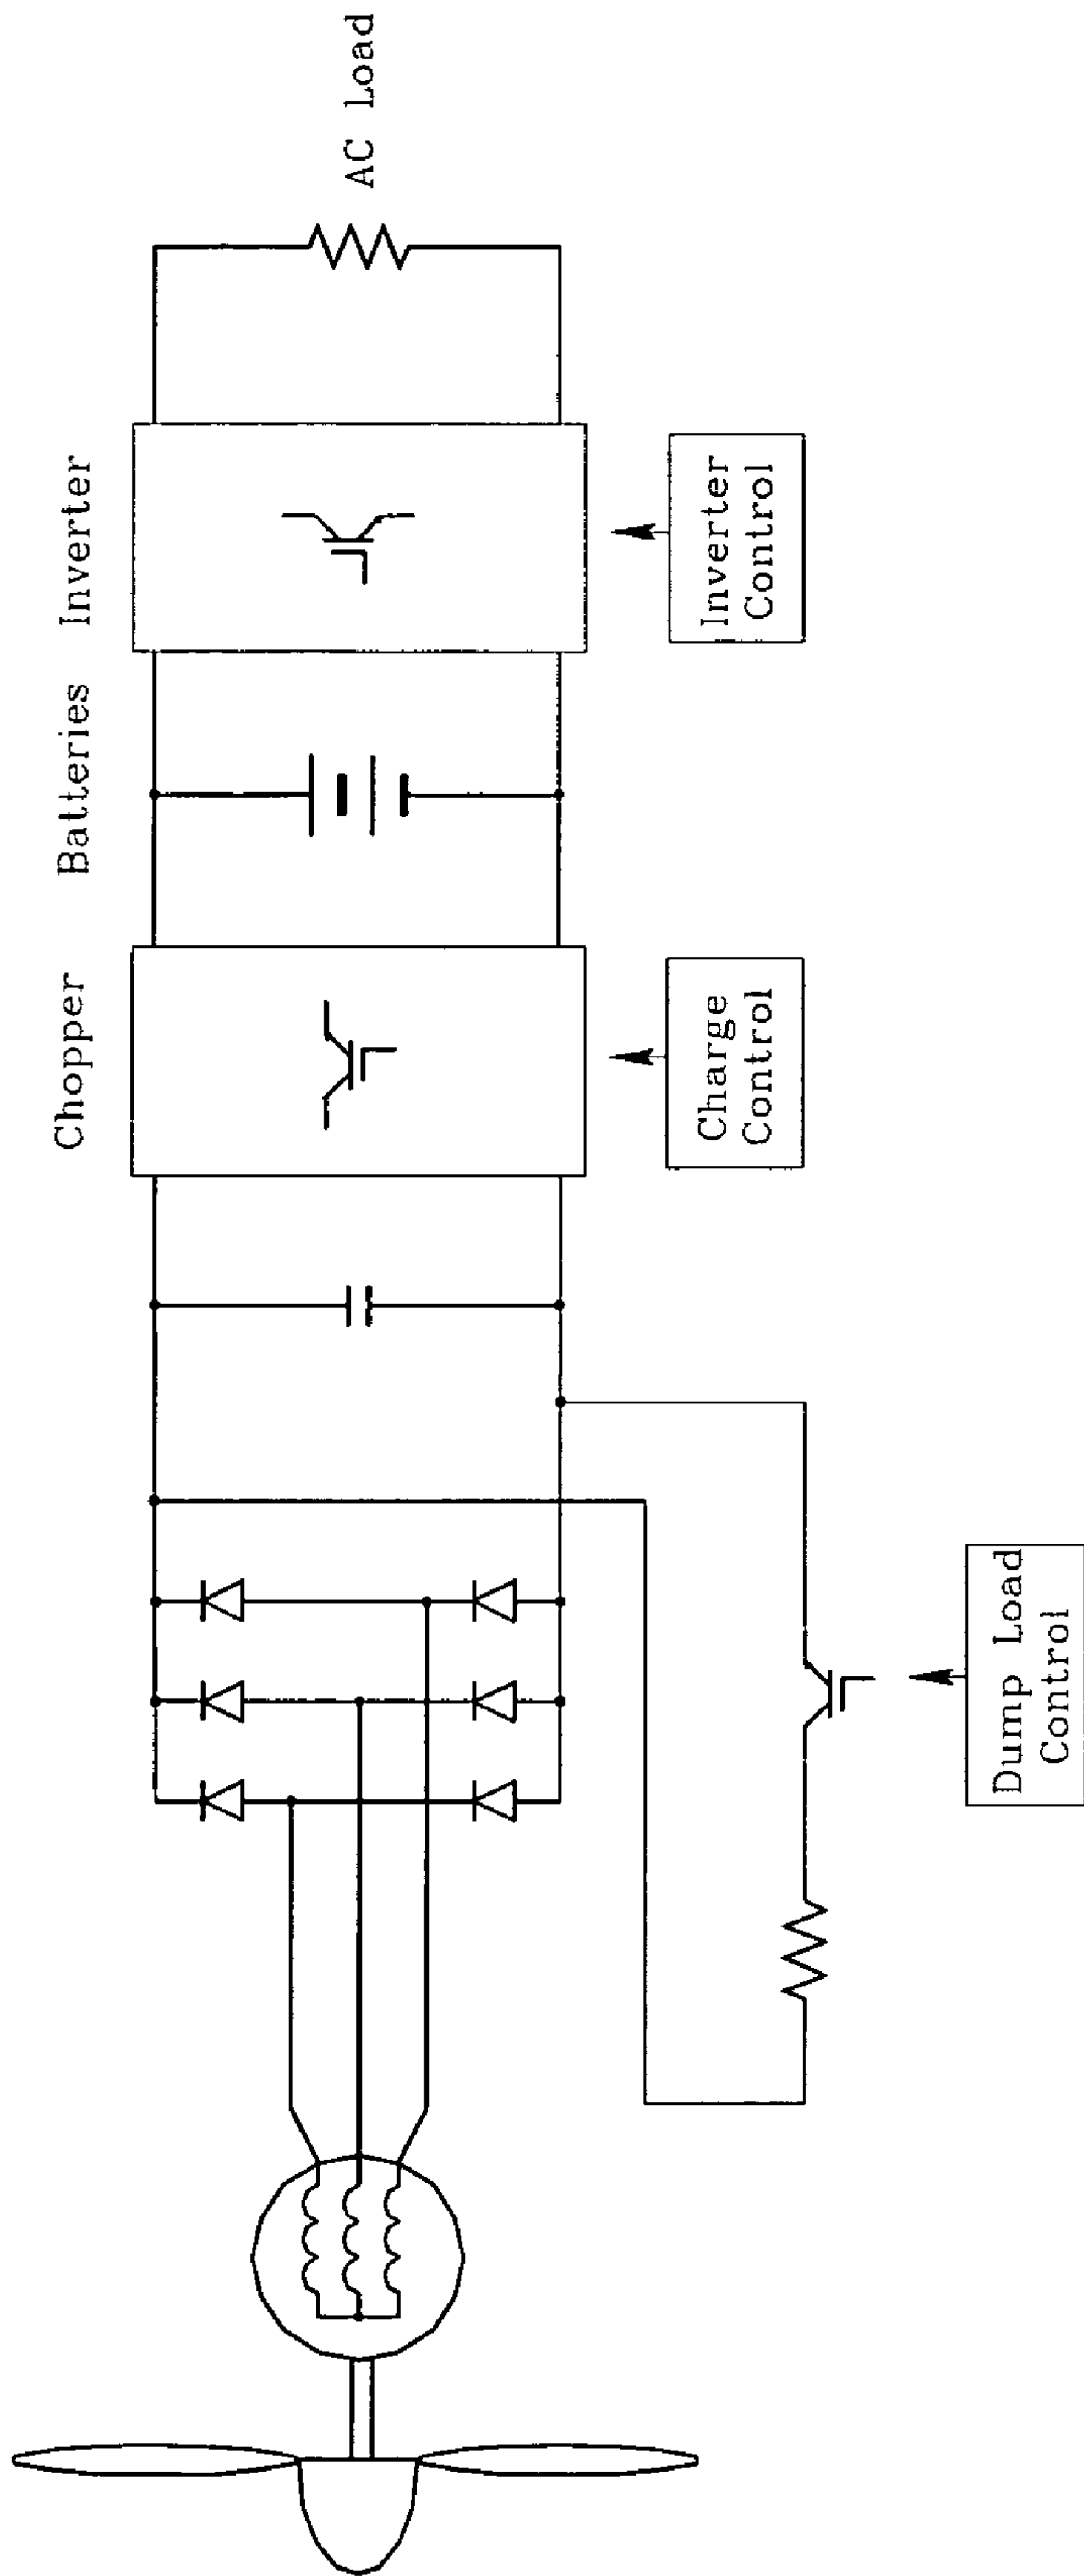 Chopper
Batteries
Inverter
AC Load
Charge
Control
Inverter
Control
Dump Load
Control